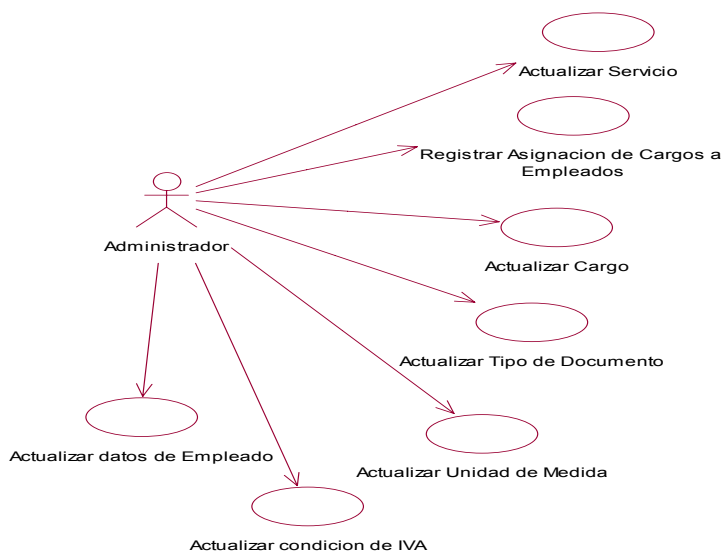 Actualizar Servicio
Registrar Asignacion de Cargos a
Empleados
Administrador
Actualizar Cargo
Actualizar Tipo de Documento
Actualizar datos de Empleado
Actualizar Unidad de Medida
Actualizar condicion de IVA